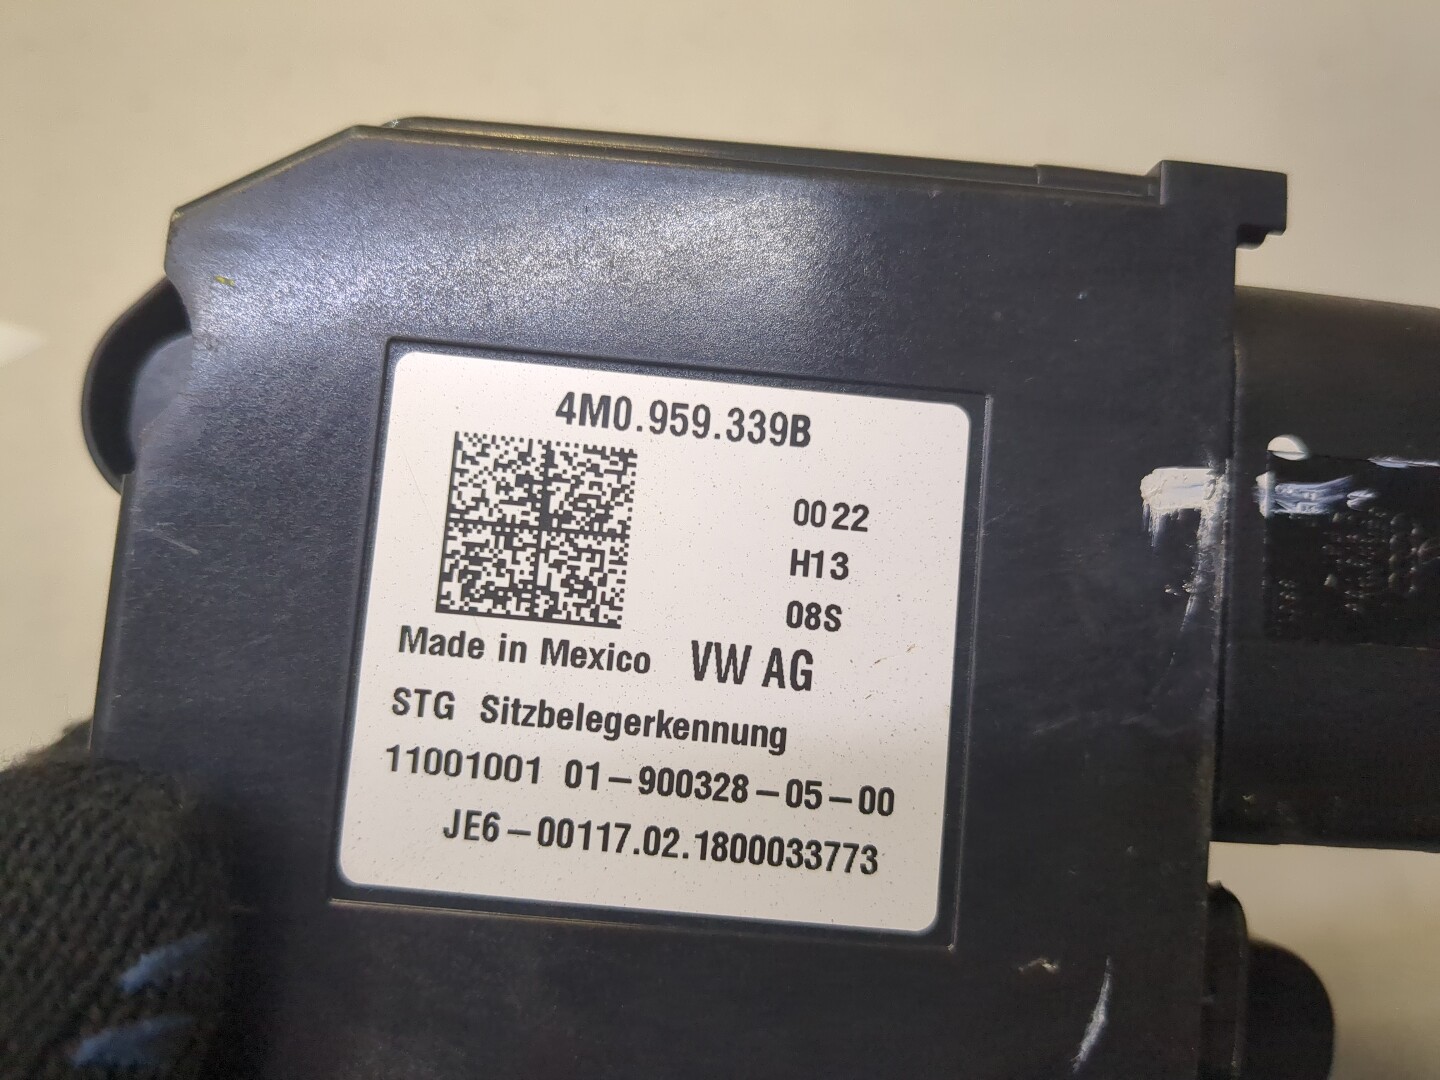 4M0.959.339B
0022
H13
08S
Made in Mexico VW AG
STG Sitzbelegerkennung
11001001 01-900328-05-00
JE6-00117.02.1800033773